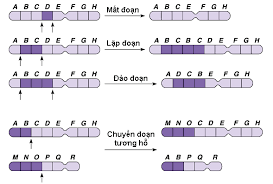 A B C D E F G H Mất đoạn A B C E F G H
A B C D E F G H Lặp đoạn A B C B C D E F G H
A B C D E F G H Đảo đoạn A D C B E F G H
A B C D E F G H Chuyển đoạn M N O C D E F G H
tương hỗ
M N O P Q R A B P Q R